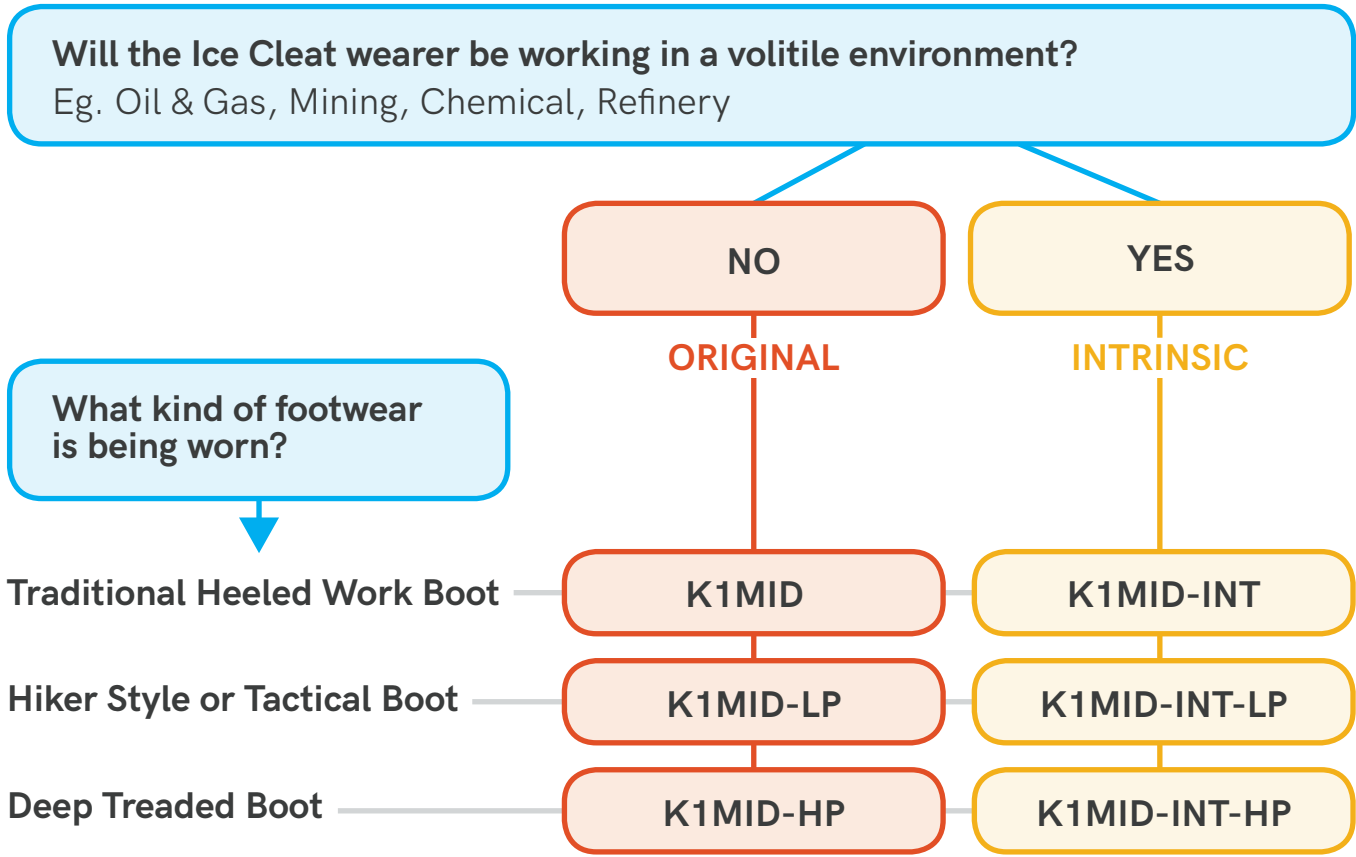 Will the Ice Cleat wearer be working in a volitile environment?
Eg. Oil & Gas, Mining, Chemical, Refinery
NO
YES
ORIGINAL
INTRINSIC
What kind of footwear
is being worn?
Traditional Heeled Work Boot
K1MID
K1MID-INT
Hiker Style or Tactical Boot
K1MID-LP
K1MID-INT-LP
Deep Treaded Boot
K1MID-HP
K1MID-INT-HP